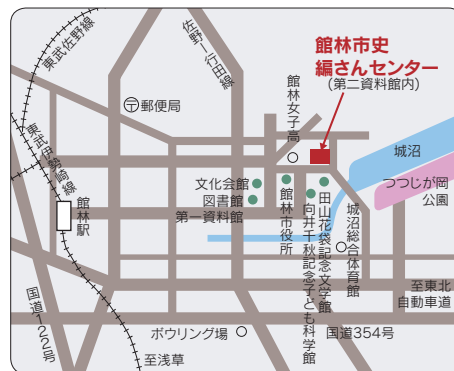 館林市史
編さんセンター
(第二資料館内)
東武佐野線
佐野ー行田線
〒郵便局
館林女子高
東武伊勢崎線
城沼
つつじが岡
公園
文化会館
図書館
第一資料館
館林駅
館林市役所
向井千秋記念子ども科学館
田山花袋記念文学館
城沼総合体育館
至東北
自動車道
国道122号
ボウリング場
国道354号
至浅草